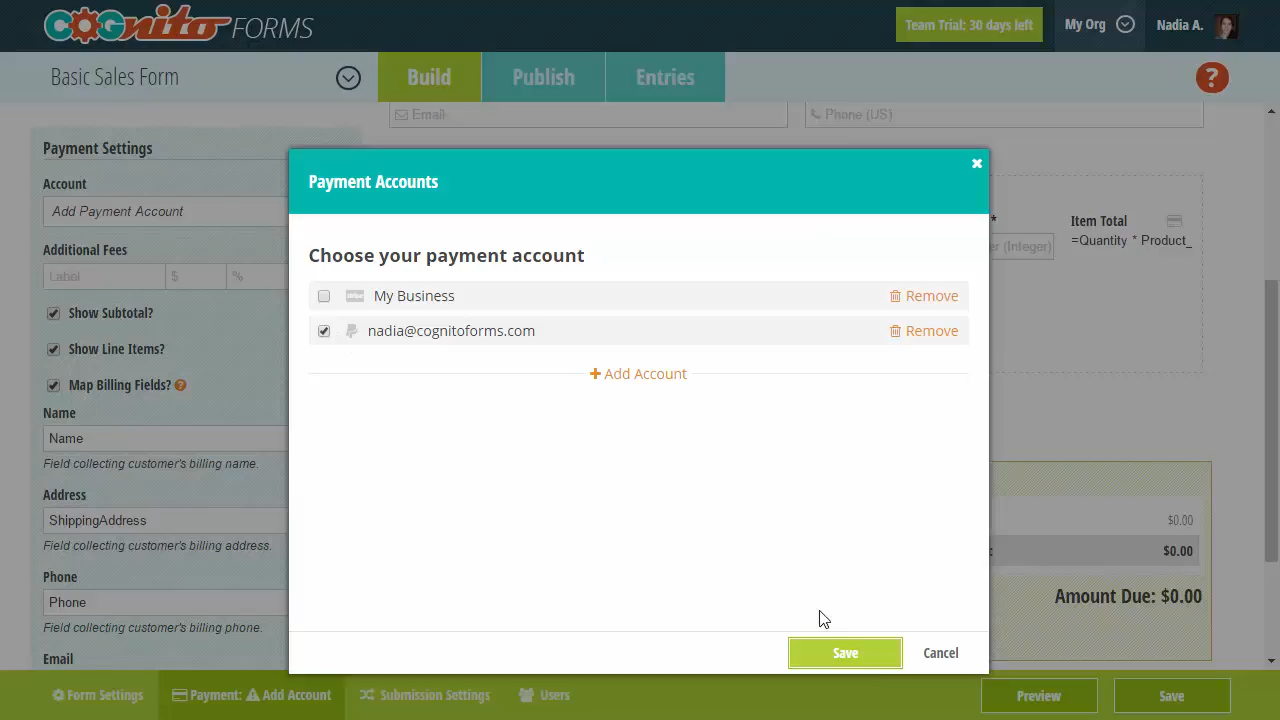 COGnito FORMS
Team Trial: 30 days left
My Org
Nadia A.
Basic Sales Form
Build
Publish
Entries
?
Email
Phone (US)
Payment Settings
Account
Add Payment Account
Additional Fees
Label
$
%
Show Subtotal?
Show Line Items?
Map Billing Fields? ?
Name
Name
Field collecting customer's billing name.
Address
ShippingAddress
Field collecting customer's billing address.
Phone
Phone
Field collecting customer's billing phone.
Email
Payment Accounts
Choose your payment account
My Business
Remove
nadia@cognitoforms.com
Remove
+ Add Account
Save
Cancel
*
(Integer)
Item Total
=Quantity * Product_
$0.00
: $0.00
Amount Due: $0.00
Form Settings
Payment: Add Account
Submission Settings
Users
Preview
Save